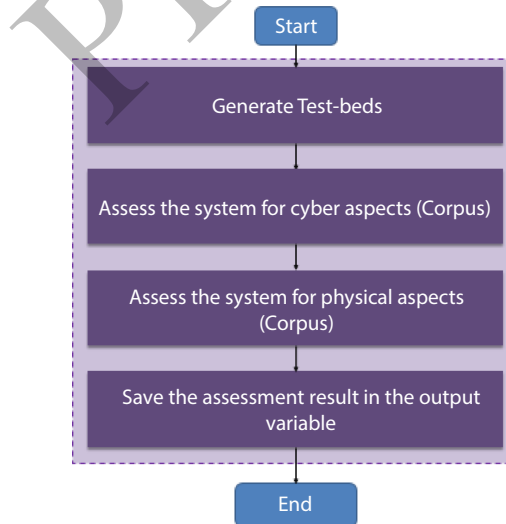 Start
Generate Test-beds
Assess the system for cyber aspects (Corpus)
Assess the system for physical aspects
(Corpus)
Save the assessment result in the output
variable
End